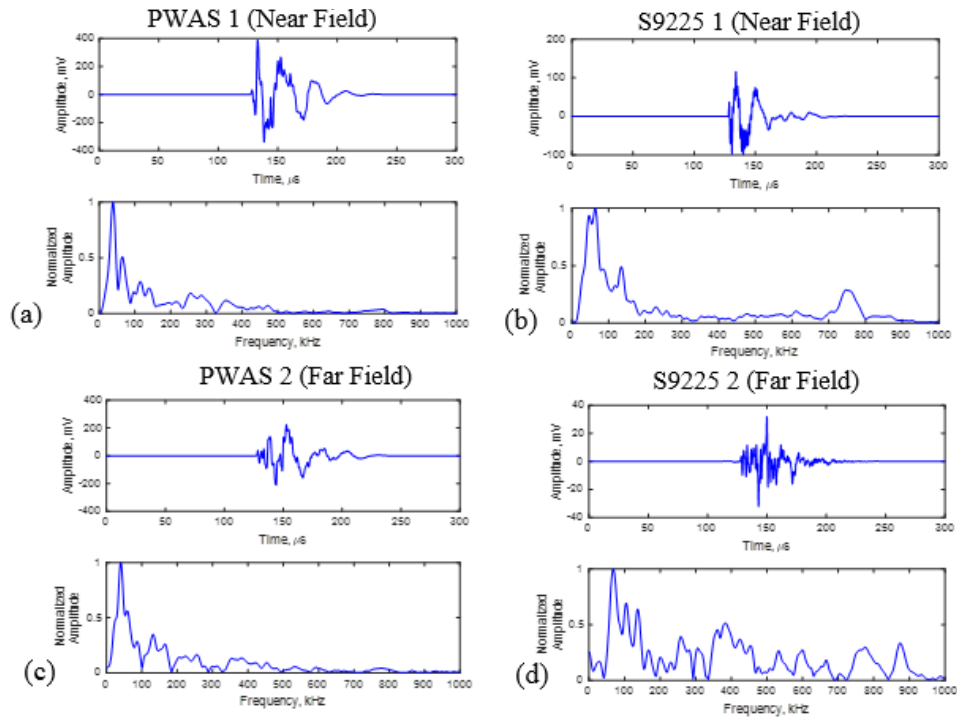 PWAS 1 (Near Field)
400
200
0
-200
-400
Amplitude, mV
0 50 100 150 200 250 300
Time, μs
1
0.5
0
Normalized
Amplitude
0 100 200 300 400 500 600 700 800 900 1000
Frequency, kHz
(a)
S9225 1 (Near Field)
200
100
0
-100
Amplitude, mV
0 50 100 150 200 250 300
Time, μs
1
0.5
0
Normalized
Amplitude
0 100 200 300 400 500 600 700 800 900 1000
Frequency, kHz
(b)
PWAS 2 (Far Field)
400
200
0
-200
-400
Amplitude, mV
0 50 100 150 200 250 300
Time, μs
1
0.5
0
Normalized
Amplitude
0 100 200 300 400 500 600 700 800 900 1000
Frequency, kHz
(c)
S9225 2 (Far Field)
40
20
0
-20
-40
Amplitude, mV
0 50 100 150 200 250 300
Time, μs
1
0.5
0
Normalized
Amplitude
0 100 200 300 400 500 600 700 800 900 1000
Frequency, kHz
(d)